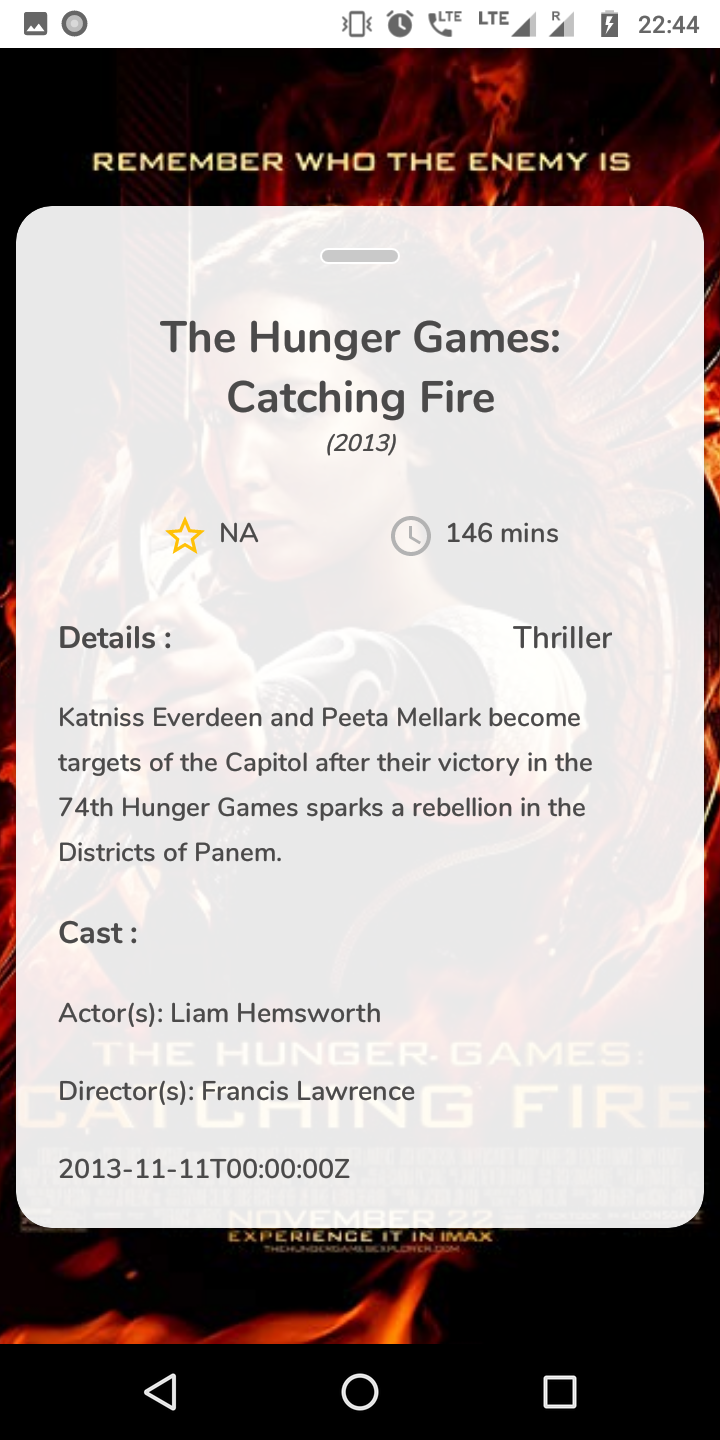 LTE LTE R 22:44
REMEMBER WHO THE ENEMY IS
The Hunger Games:
Catching Fire
(2013)
NA 146 mins
Details : Thriller
Katniss Everdeen and Peeta Mellark become
targets of the Capitol after their victory in the
74th Hunger Games sparks a rebellion in the
Districts of Panem.
Cast :
Actor(s): Liam Hemsworth
THE HUNGER GAMES:
Director(s): Francis Lawrence
CATCHING FIRE
2013-11-11T00:00:00Z
NOVEMBER 22
EXPERIENCE IT IN IMAX
THEHUNGERGAMESEXPLORER.COM